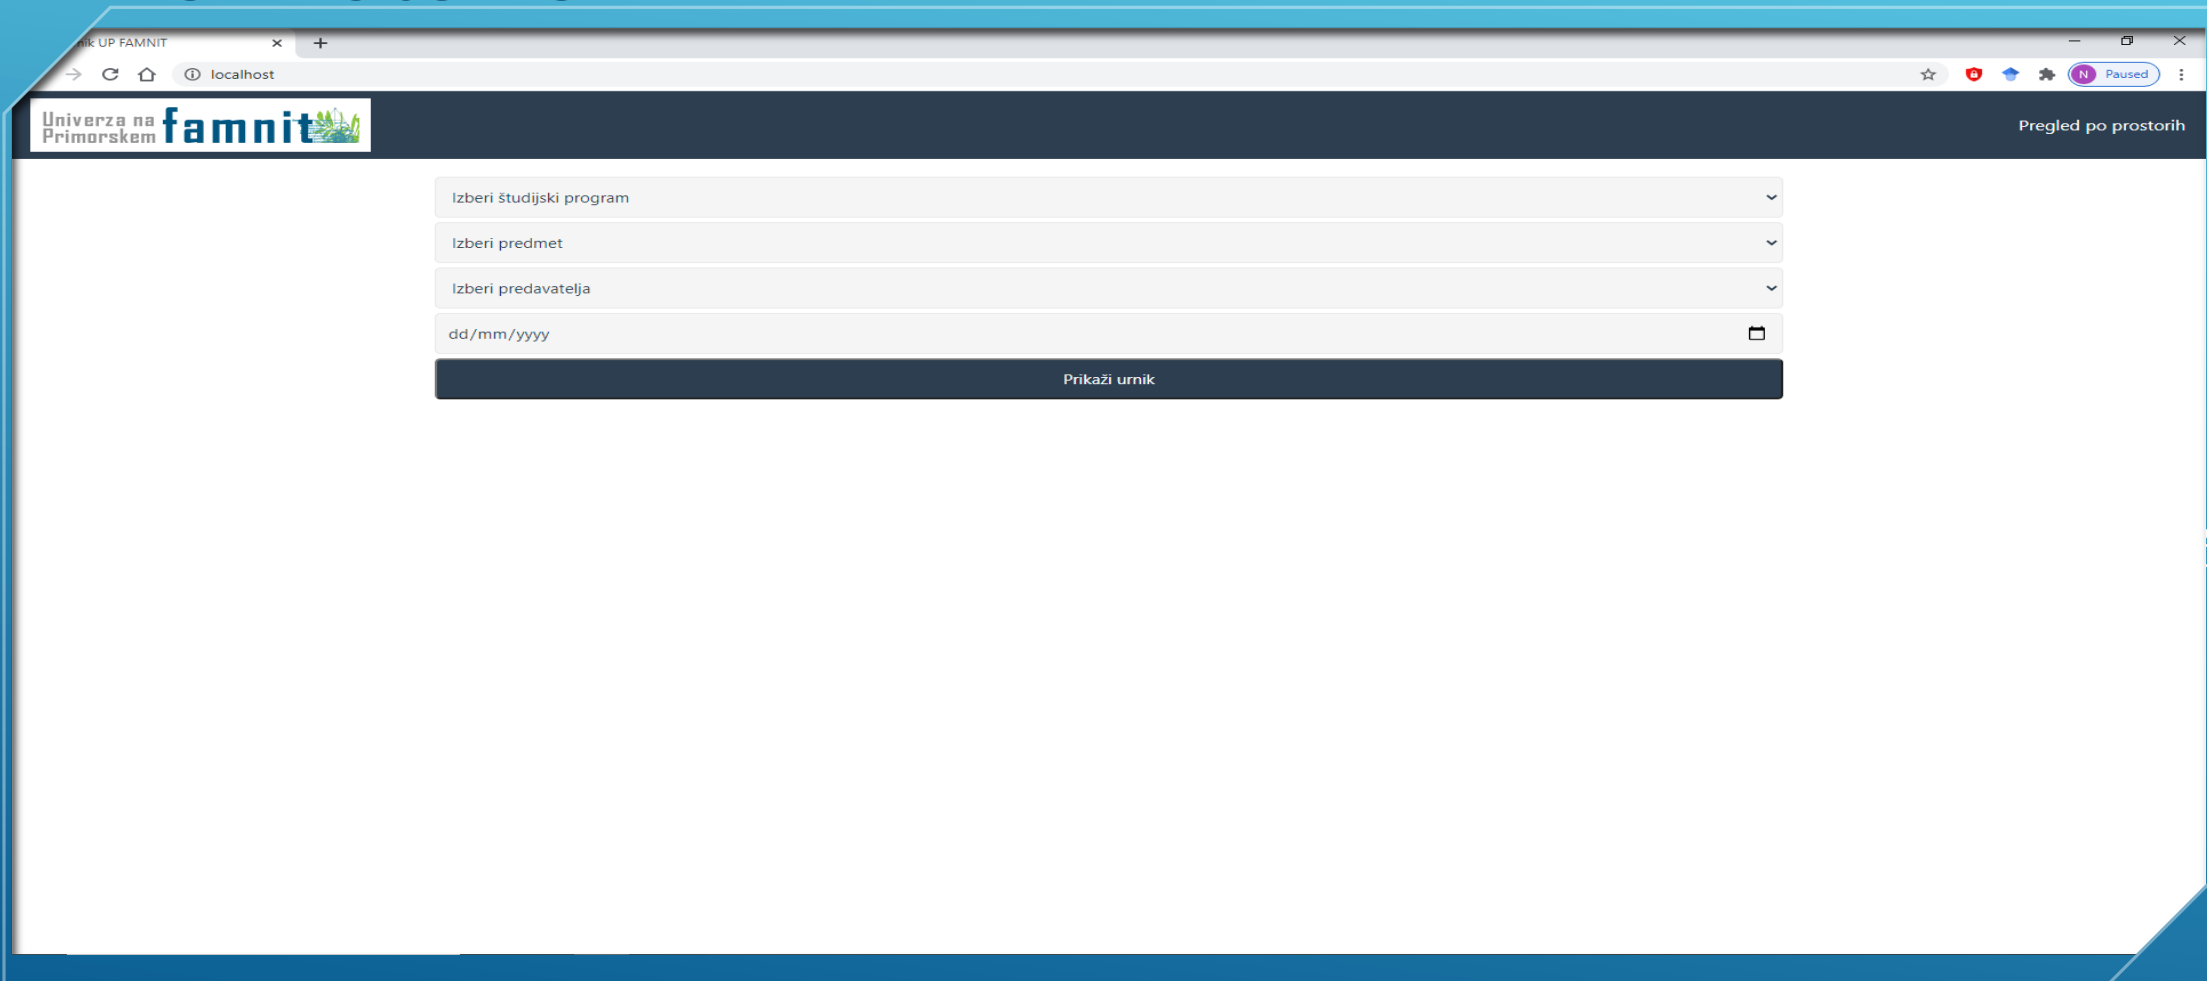 UP FAMNIT
localhost
N Paused
Univerza na
Primorskem famnit
Pregled po prostorih
Izberi študijski program
Izberi predmet
Izberi predavatelja
dd/mm/yyyy
Prikaži urnik